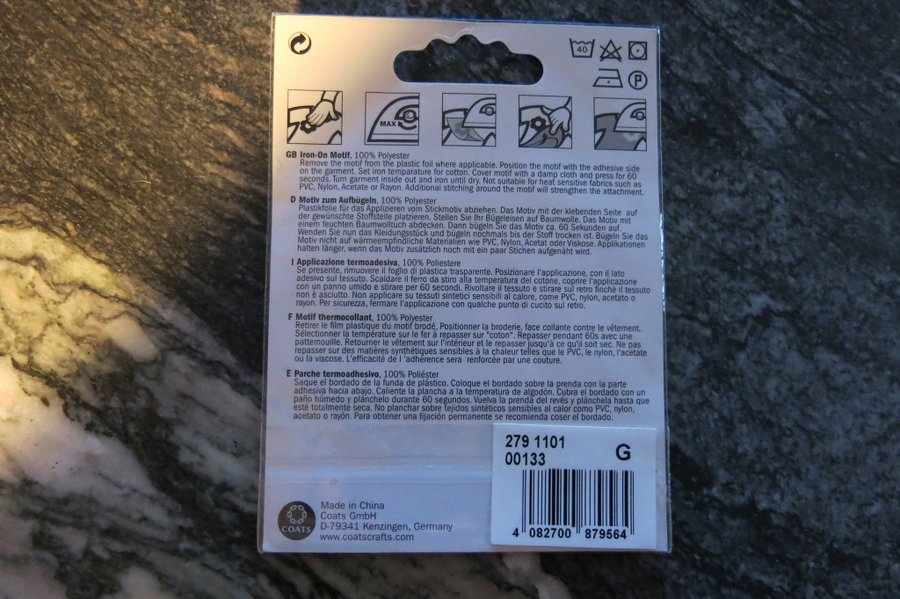 40
P
MAX
GB Iron-On Motif, 100% Polyester
Remove the motif from the plastic foil where applicable. Position the motif with the adhesive side
on the garment. Set iron temparature for cotton. Cover motif with a damp cloth and press for 60
seconds. Turn garment inside out and iron until dry. Not suitable for heat sensitive fabrics such as
PVC, Nylon, Acetate or Rayon. Additional stitching around the motif will strengthen the attachment.
D Motiv zum Aufbügeln, 100% Polyester
Plastikfolie für das Applizieren vom Stickmotiv abziehen. Das Motiv mit der klebenden Seite auf
der gewünschte Stoffstelle platzieren. Stellen Sie Ihr Bügeleisen auf Baumwolle. Das Motiv mit
einem feuchten Baumwolltuch abdecken. Dann bügeln Sie das Motiv ca. 60 Sekunden auf.
Wenden Sie nun das Kleidungsstück und bügeln nochmals bis der Stoff trocken ist. Bügeln Sie das
Motiv nicht auf wärmeempfindliche Materialien wie PVC, Nylon, Acetat oder Viskose. Applikationen
halten länger, wenn das Motiv zusätzlich noch mit ein paar Stichen aufgenäht wird.
I Applicazione termoadesiva, 100% Poliestere
Se presente, rimuovere il foglio di plastica trasparente. Posizionare l'applicazione, con il lato
adesivo sul tessuto. Scaldare il ferro da stiro alla temperatura del cotone, coprire l'applicazione
con un panno umido e stirare per 60 secondi. Rivoltare il tessuto e stirare sul retro finchè il tessuto
non è asciutto. Non applicare su tessuti sintetici sensibili al calore, come PVC, nylon, acetato o
rayon. Per sicurezza, fermare l'applicazione con qualche punto di cucito sul retro.
F Motif thermocollant, 100% Polyester
Retirer le film plastique du motif brodé. Positionner la broderie, face collante contre le vêtement.
Sélectionner la température sur le fer à repasser sur "coton". Repasser pendant 60s avec une
pattemouille. Retourner le vêtement sur l'intérieur et le repasser jusqu'à ce qu'il soit sec. Ne pas
repasser sur des matières synthétiques sensibles à la chaleur telles que le PVC, le nylon, l'acétate
ou la viscose. L'efficacité de l 'adhérence sera renforcée par une couture.
E Parche termoadhesivo, 100% Poliéster
Saque el bordado de la funda de plástico. Coloque el bordado sobre la prenda con la parte
adhesiva hacia abajo. Caliente la plancha a la temperatura de algodón. Cubra el bordado con un
paño húmedo y plánchelo durante 60 segundos. Vuelva la prenda del revés y plánchela hasta que
esté totalmente seca. No planchar sobre tejidos sintéticos sensibles al calor como PVC, nylon,
acetato o rayón. Para obtener una fijación permanente se recomienda coser el bordado.
279 1101
00133
G
4 082700 879564
COATS
Made in China
Coats GmbH
D-79341 Kenzingen, Germany
www.coatscrafts.com